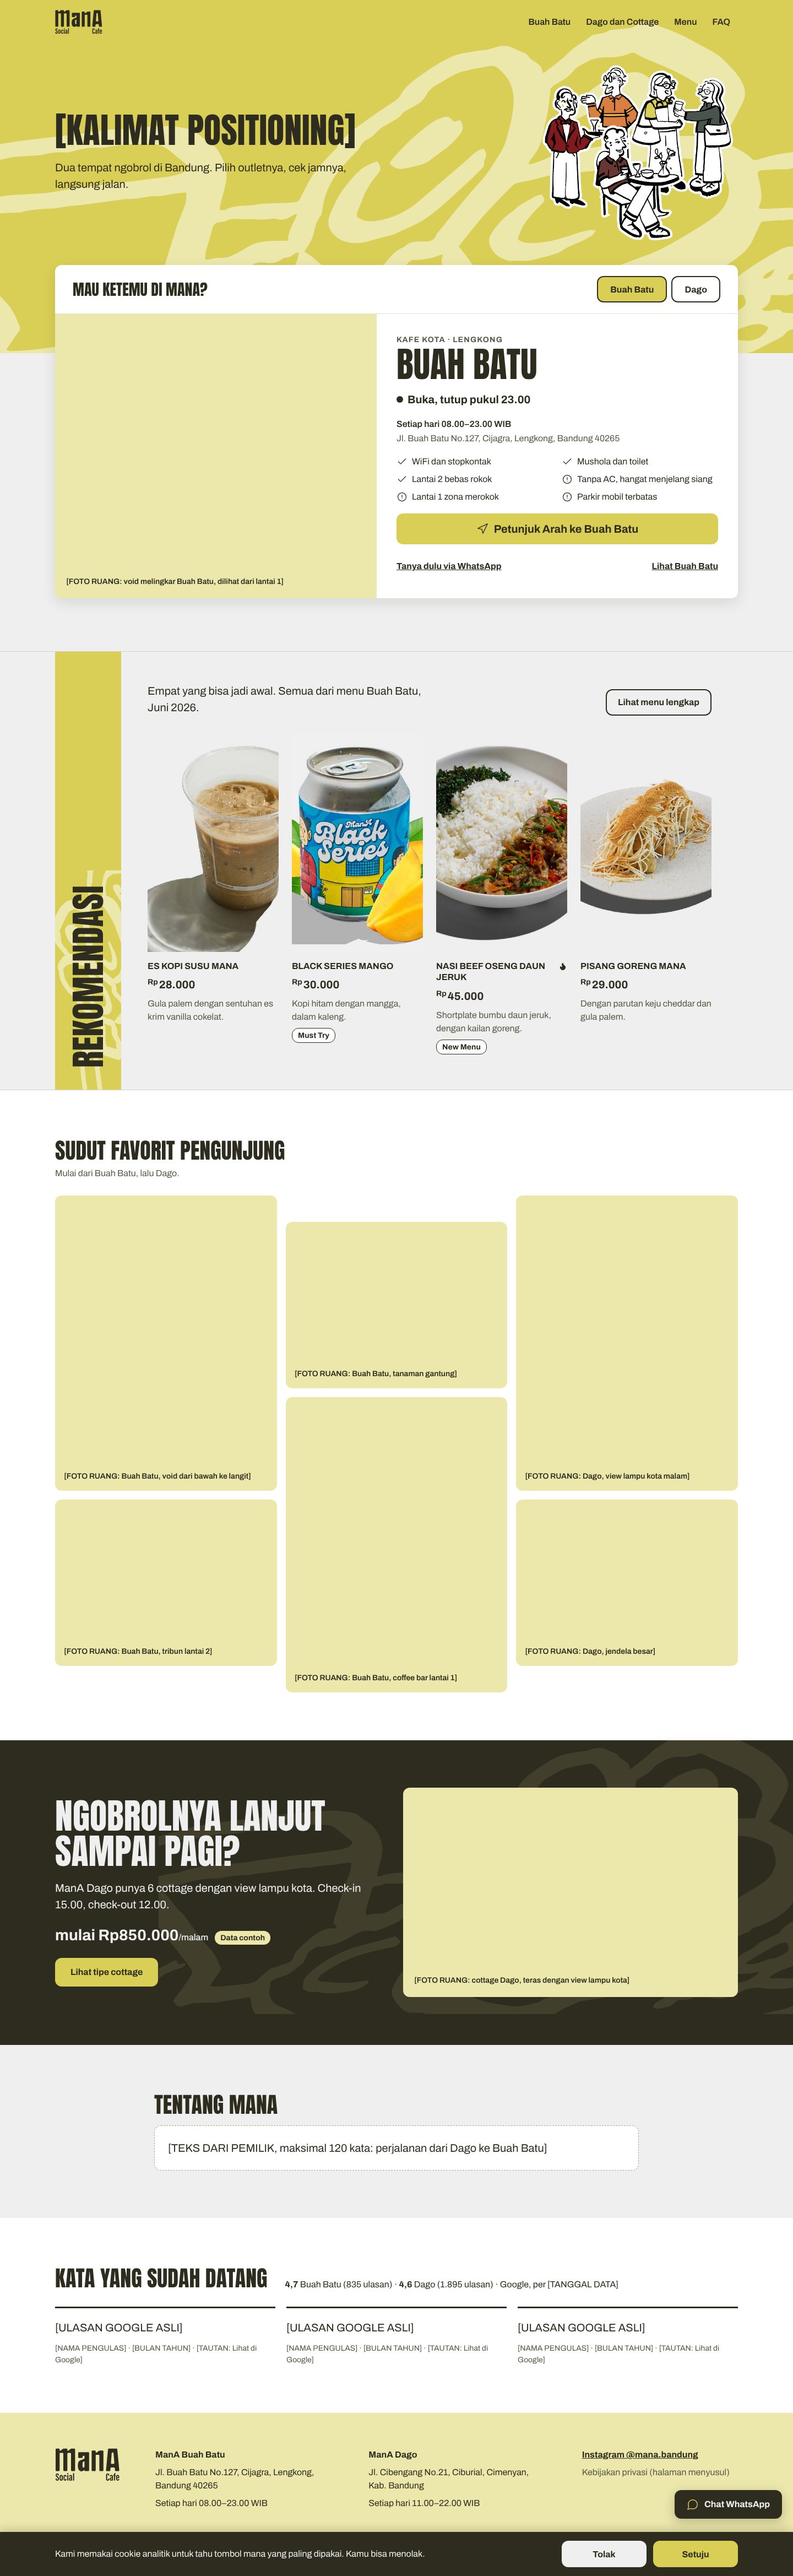 ManA
Social Cafe
Buah Batu Dago dan Cottage Menu FAQ
[KALIMAT POSITIONING]
Dua tempat ngobrol di Bandung. Pilih outletnya, cek jamnya,
langsung jalan.
MAU KETEMU DI MANA?
Buah Batu Dago
[FOTO RUANG: void melingkar Buah Batu, dilihat dari lantai 1]
KAFE KOTA · LENGKONG
BUAH BATU
Buka, tutup pukul 23.00
Setiap hari 08.00–23.00 WIB
Jl. Buah Batu No.127, Cijagra, Lengkong, Bandung 40265
WiFi dan stopkontak
Mushola dan toilet
Lantai 2 bebas rokok
Tanpa AC, hangat menjelang siang
Lantai 1 zona merokok
Parkir mobil terbatas
Petunjuk Arah ke Buah Batu
Tanya dulu via WhatsApp
Lihat Buah Batu
REKOMENDASI
Empat yang bisa jadi awal. Semua dari menu Buah Batu,
Juni 2026.
Lihat menu lengkap
ManA
Black
Series
ES KOPI SUSU MANA
Rp28.000
Gula palem dengan sentuhan es
krim vanilla cokelat.
BLACK SERIES MANGO
Rp30.000
Kopi hitam dengan mangga,
dalam kaleng.
Must Try
NASI BEEF OSENG DAUN
JERUK
Rp45.000
Shortplate bumbu daun jeruk,
dengan kailan goreng.
New Menu
PISANG GORENG MANA
Rp29.000
Dengan parutan keju cheddar dan
gula palem.
SUDUT FAVORIT PENGUNJUNG
Mulai dari Buah Batu, lalu Dago.
[FOTO RUANG: Buah Batu, tanaman gantung]
[FOTO RUANG: Buah Batu, void dari bawah ke langit]
[FOTO RUANG: Dago, view lampu kota malam]
[FOTO RUANG: Buah Batu, tribun lantai 2]
[FOTO RUANG: Buah Batu, coffee bar lantai 1]
[FOTO RUANG: Dago, jendela besar]
NGOBROLNYA LANJUT
SAMPAI PAGI?
ManA Dago punya 6 cottage dengan view lampu kota. Check-in
15.00, check-out 12.00.
mulai Rp850.000/malam Data contoh
Lihat tipe cottage
[FOTO RUANG: cottage Dago, teras dengan view lampu kota]
TENTANG MANA
[TEKS DARI PEMILIK, maksimal 120 kata: perjalanan dari Dago ke Buah Batu]
KATA YANG SUDAH DATANG
4,7 Buah Batu (835 ulasan) · 4,6 Dago (1.895 ulasan) · Google, per [TANGGAL DATA]
[ULASAN GOOGLE ASLI]
[NAMA PENGULAS] · [BULAN TAHUN] · [TAUTAN: Lihat di
Google]
[ULASAN GOOGLE ASLI]
[NAMA PENGULAS] · [BULAN TAHUN] · [TAUTAN: Lihat di
Google]
[ULASAN GOOGLE ASLI]
[NAMA PENGULAS] · [BULAN TAHUN] · [TAUTAN: Lihat di
Google]
ManA
Social Cafe
ManA Buah Batu
Jl. Buah Batu No.127, Cijagra, Lengkong,
Bandung 40265
Setiap hari 08.00–23.00 WIB
ManA Dago
Jl. Cibengang No.21, Ciburial, Cimenyan,
Kab. Bandung
Setiap hari 11.00–22.00 WIB
Instagram @mana.bandung
Kebijakan privasi (halaman menyusul)
Chat WhatsApp
Kami memakai cookie analitik untuk tahu tombol mana yang paling dipakai. Kamu bisa menolak.
Tolak Setuju